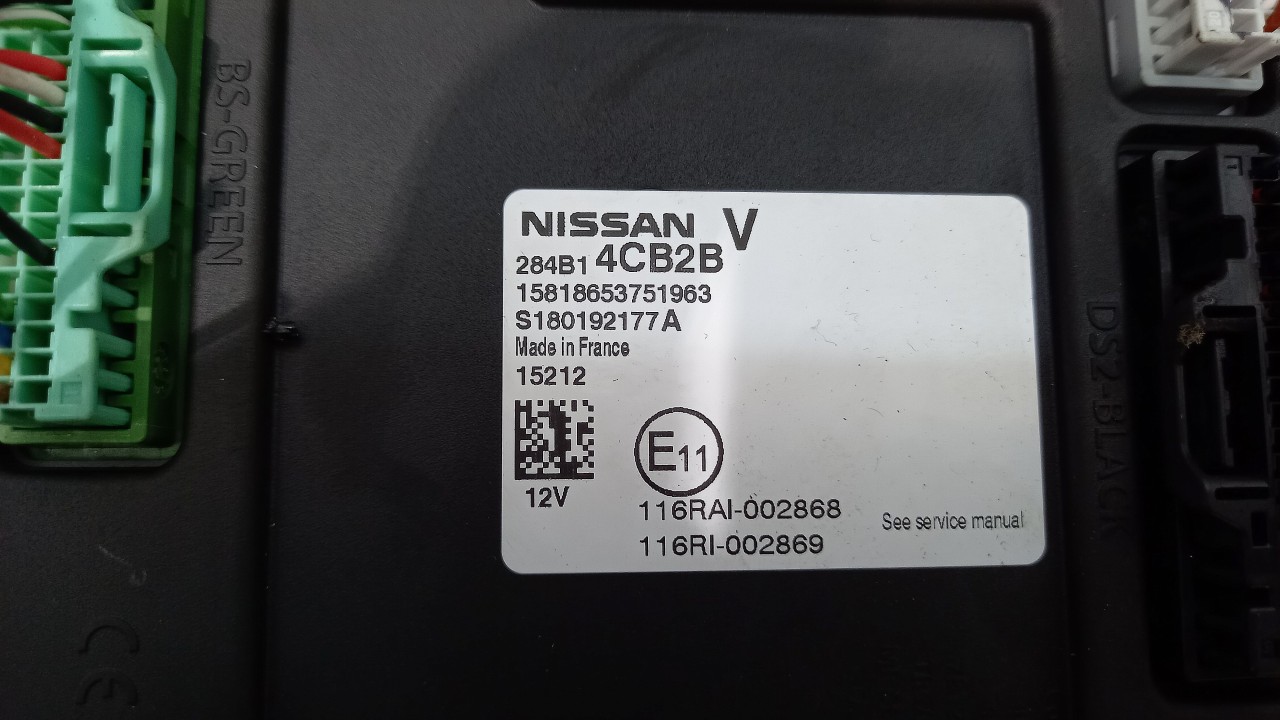 BS-GREEN
NISSAN V
284B1 4CB2B
15818653751963
S180192177A
Made in France
15212
12V
E11
116RAI-002868
116RI-002869
See service manual
DS2-BLACK
CE